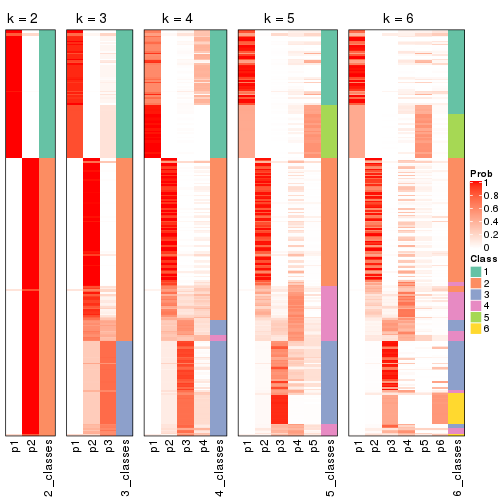 k = 2
k = 3
k = 4
k = 5
k = 6
p1
p2
2_classes
p1
p2
p3
3_classes
p1
p2
p3
p4
4_classes
p1
p2
p3
p4
p5
5_classes
p1
p2
p3
p4
p5
p6
6_classes
Prob
1
0.8
0.6
0.4
0.2
0
Class
1
2
3
4
5
6